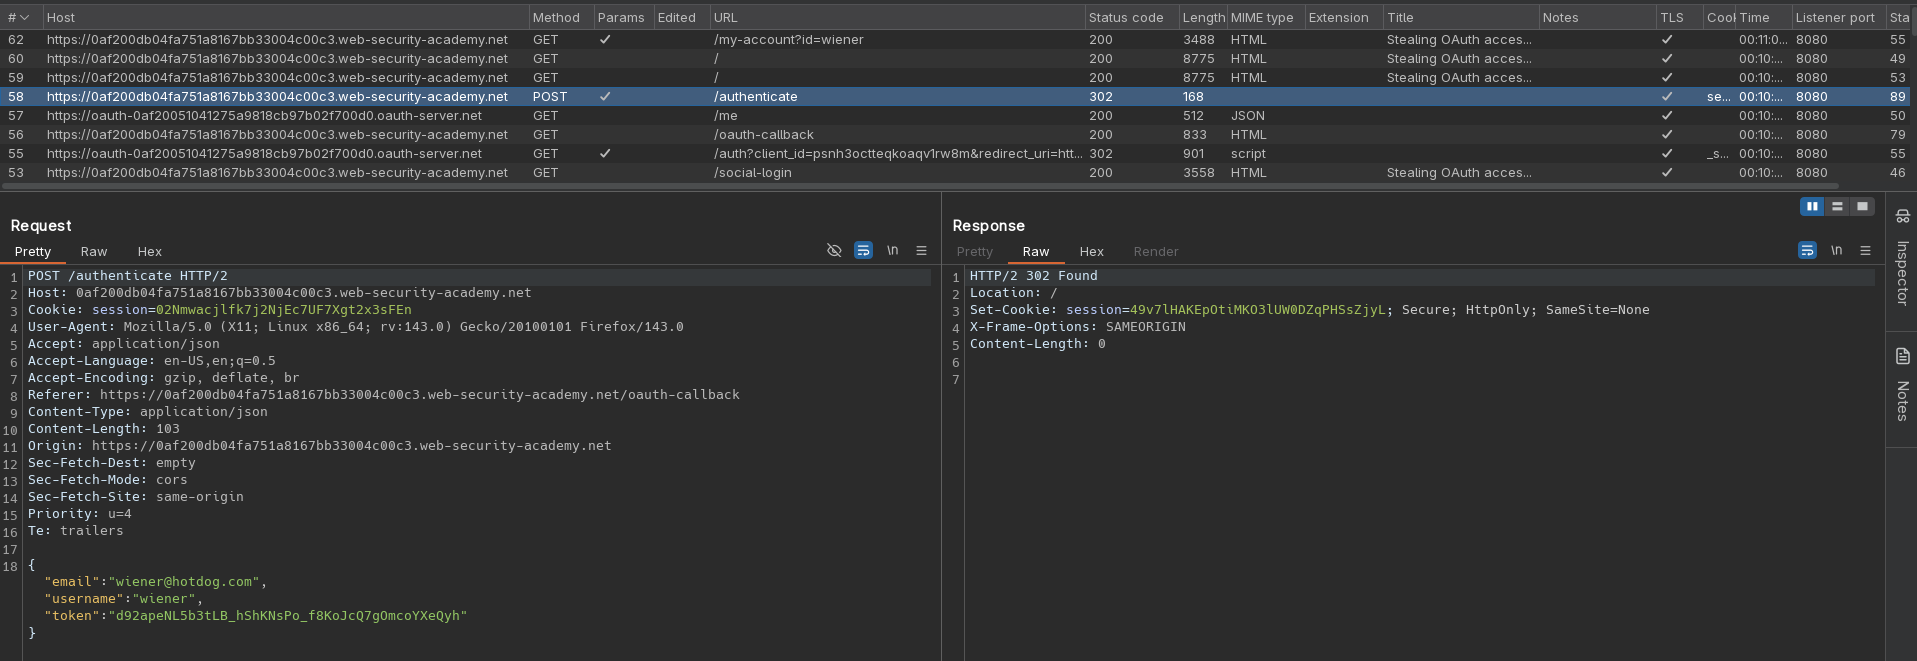 # Host Method Params Edited URL Status code Length MIME type Extension Title Notes TLS Cool Time Listener port Sta
62 https://0af200db04fa751a8167bb33004c00c3.web-security-academy.net GET ✓ /my-account?id=wiener 200 3488 HTML Stealing OAuth acces... ✓ 00:11:0... 8080 55
60 https://0af200db04fa751a8167bb33004c00c3.web-security-academy.net GET / 200 8775 HTML Stealing OAuth acces... ✓ 00:10:... 8080 49
59 https://0af200db04fa751a8167bb33004c00c3.web-security-academy.net GET / 200 8775 HTML Stealing OAuth acces... ✓ 00:10:... 8080 53
58 https://0af200db04fa751a8167bb33004c00c3.web-security-academy.net POST ✓ /authenticate 302 168 ✓ se... 00:10:... 8080 89
57 https://oauth-0af20051041275a9818cb97b02f700d0.oauth-server.net GET /me 200 512 JSON ✓ 00:10:... 8080 50
56 https://0af200db04fa751a8167bb33004c00c3.web-security-academy.net GET /oauth-callback 200 833 HTML ✓ 00:10:... 8080 79
55 https://oauth-0af20051041275a9818cb97b02f700d0.oauth-server.net GET ✓ /auth?client_id=psnh3octteqkoaqv1rw8m&redirect_uri=htt... 302 901 script ✓ _s... 00:10:... 8080 55
53 https://0af200db04fa751a8167bb33004c00c3.web-security-academy.net GET /social-login 200 3558 HTML Stealing OAuth acces... ✓ 00:10:... 8080 46
Request
Pretty Raw Hex \n
1 POST /authenticate HTTP/2
2 Host: 0af200db04fa751a8167bb33004c00c3.web-security-academy.net
3 Cookie: session=02Nmwacjlfk7j2NjEc7UF7Xgt2x3sFEn
4 User-Agent: Mozilla/5.0 (X11; Linux x86_64; rv:143.0) Gecko/20100101 Firefox/143.0
5 Accept: application/json
6 Accept-Language: en-US,en;q=0.5
7 Accept-Encoding: gzip, deflate, br
8 Referer: https://0af200db04fa751a8167bb33004c00c3.web-security-academy.net/oauth-callback
9 Content-Type: application/json
10 Content-Length: 103
11 Origin: https://0af200db04fa751a8167bb33004c00c3.web-security-academy.net
12 Sec-Fetch-Dest: empty
13 Sec-Fetch-Mode: cors
14 Sec-Fetch-Site: same-origin
15 Priority: u=4
16 Te: trailers
17
18 {
"email":"wiener@hotdog.com",
"username":"wiener",
"token":"d92apeNL5b3tLB_hShKNsPo_f8KoJcQ7gOmcoYXeQyh"
}
Response
Pretty Raw Hex Render \n
1 HTTP/2 302 Found
2 Location: /
3 Set-Cookie: session=49v7lHAKEpOtiMKO3lUW0DZqPHSsZjyL; Secure; HttpOnly; SameSite=None
4 X-Frame-Options: SAMEORIGIN
5 Content-Length: 0
6
7
Inspector
Notes